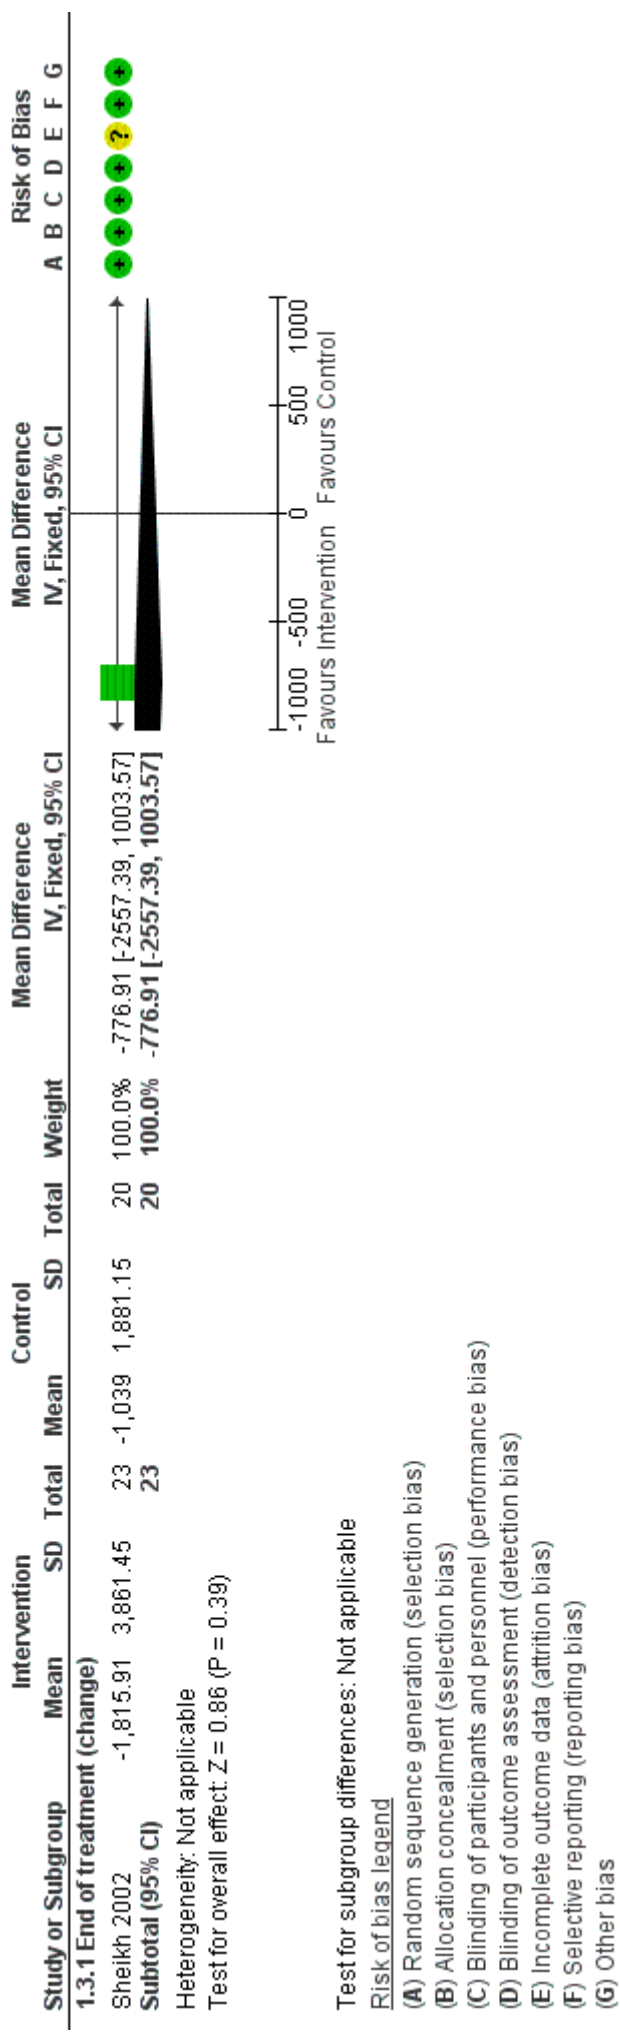 Intervention Control Mean Difference Mean Difference Risk of Bias
Study or Subgroup Mean SD Total Mean SD Total Weight IV, Fixed, 95% CI IV, Fixed, 95% CI A B C D E F G
1.3.1 End of treatment (change)
Sheikh 2002 -1,815.91 3,861.45 23 -1,039 1,881.15 20 100.0% -776.91 [-2557.39, 1003.57] + + + + ? + +
Subtotal (95% CI) 23 20 100.0% -776.91 [-2557.39, 1003.57]
Heterogeneity: Not applicable
Test for overall effect: Z = 0.86 (P = 0.39)
-1000 -500 0 500 1000
Favours Intervention Favours Control
Test for subgroup differences: Not applicable
Risk of bias legend
(A) Random sequence generation (selection bias)
(B) Allocation concealment (selection bias)
(C) Blinding of participants and personnel (performance bias)
(D) Blinding of outcome assessment (detection bias)
(E) Incomplete outcome data (attrition bias)
(F) Selective reporting (reporting bias)
(G) Other bias